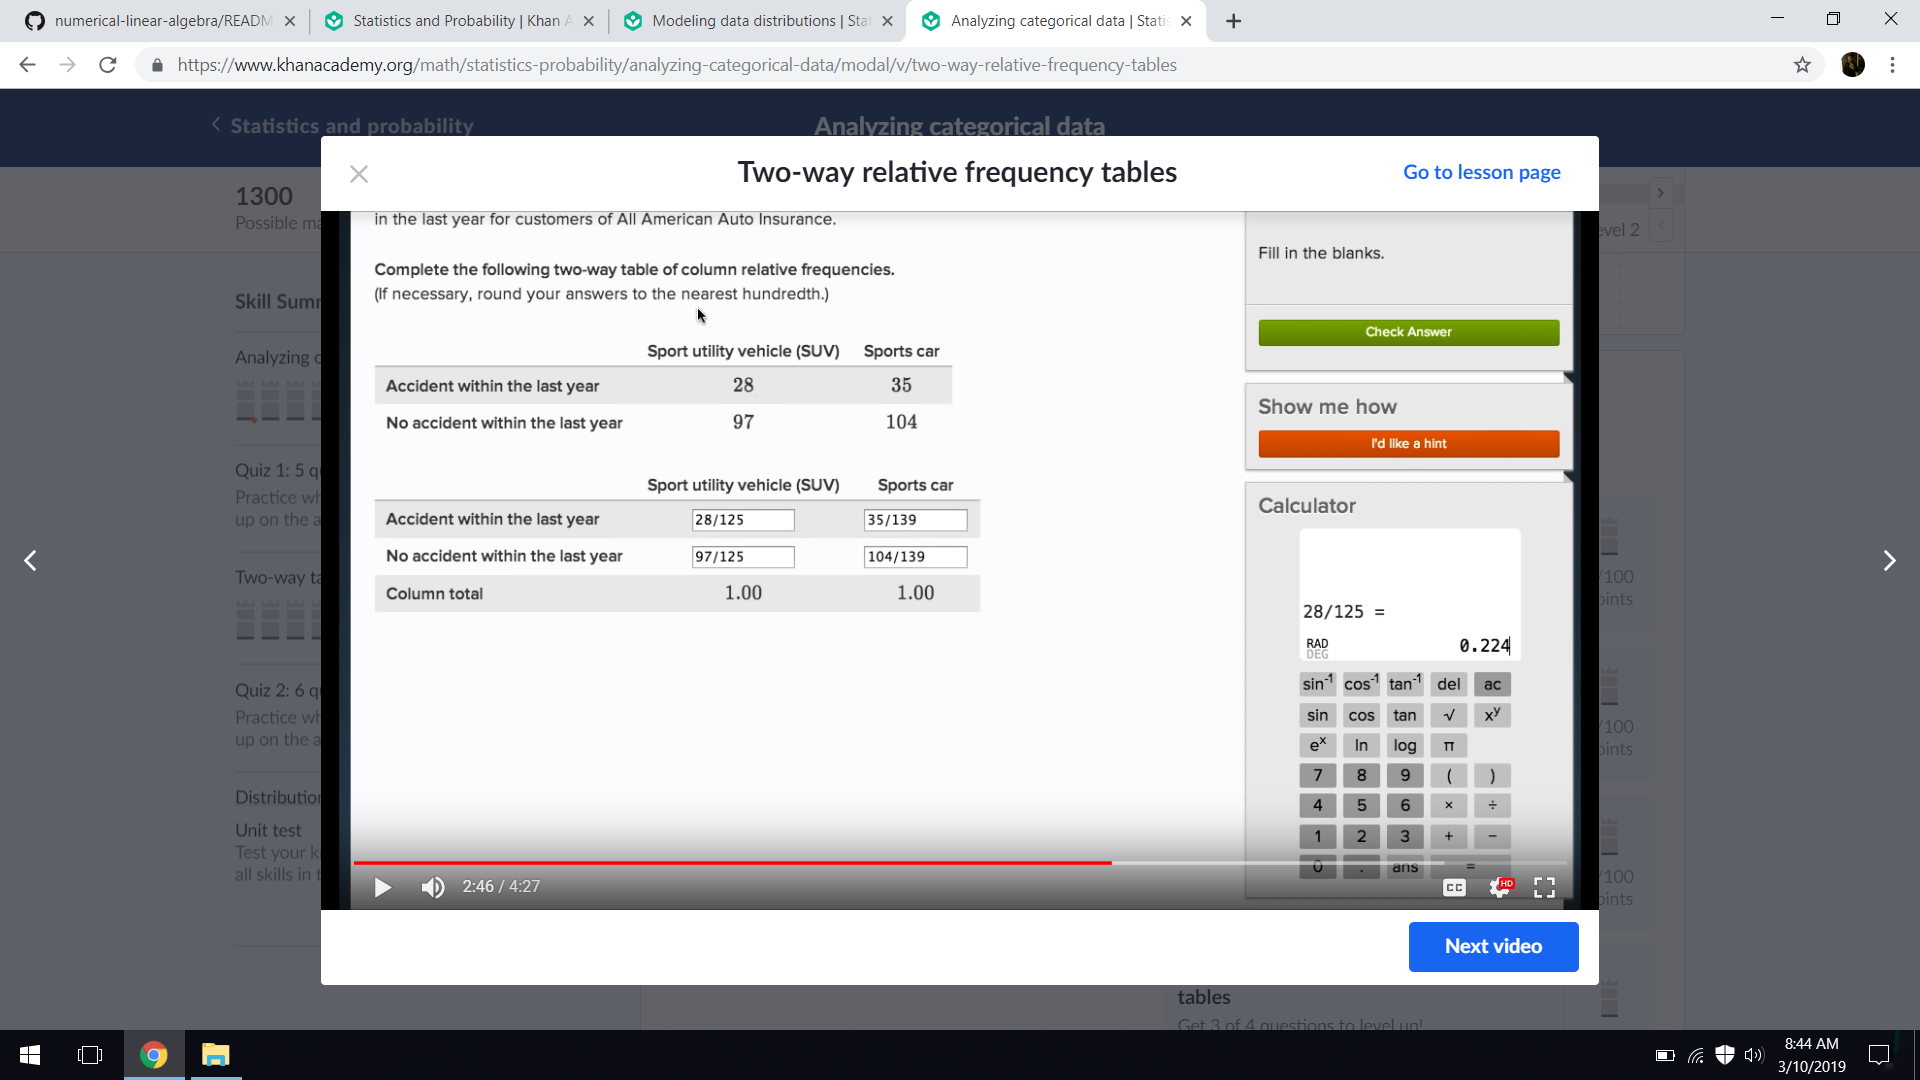 numerical-linear-algebra/READM
Statistics and Probability | Khan A
Modeling data distributions | Stat
Analyzing categorical data | Statis
https://www.khanacademy.org/math/statistics-probability/analyzing-categorical-data/modal/v/two-way-relative-frequency-tables
Statistics and probability
Analyzing categorical data
1300
Possible ma
evel 2
Two-way relative frequency tables
Go to lesson page
in the last year for customers of All American Auto Insurance.
Complete the following two-way table of column relative frequencies.
(If necessary, round your answers to the nearest hundredth.)
Sport utility vehicle (SUV) Sports car
Accident within the last year 28 35
No accident within the last year 97 104
Sport utility vehicle (SUV) Sports car
Accident within the last year 28/125 35/139
No accident within the last year 97/125 104/139
Column total 1.00 1.00
Fill in the blanks.
Check Answer
Show me how
I'd like a hint
Calculator
28/125 =
RAD
DEG
0.224
sin-1 cos-1 tan-1 del ac
sin cos tan √ xy
ex ln log π
7 8 9 ( )
4 5 6 × ÷
1 2 3 + −
0 . ans =
2:46 / 4:27
CC
HD
Next video
Skill Summ
Analyzing c
Quiz 1: 5 q
Practice wh
up on the a
Two-way ta
Quiz 2: 6 q
Practice wh
up on the a
Distribution
Unit test
Test your k
all skills in t
/100
oints
/100
oints
/100
oints
tables
Get 3 of 4 questions to level up!
8:44 AM
3/10/2019